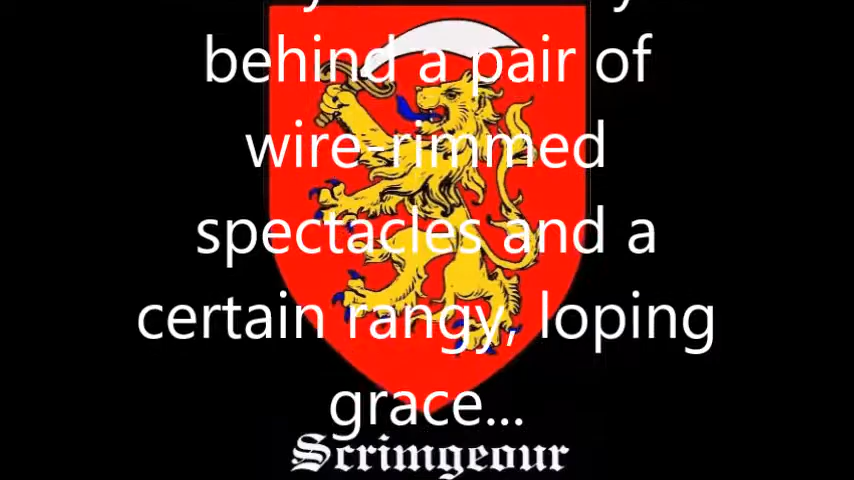 behind a pair of
wire-rimmed
spectacles and a
certain rangy, loping
grace...
Scrimgeour